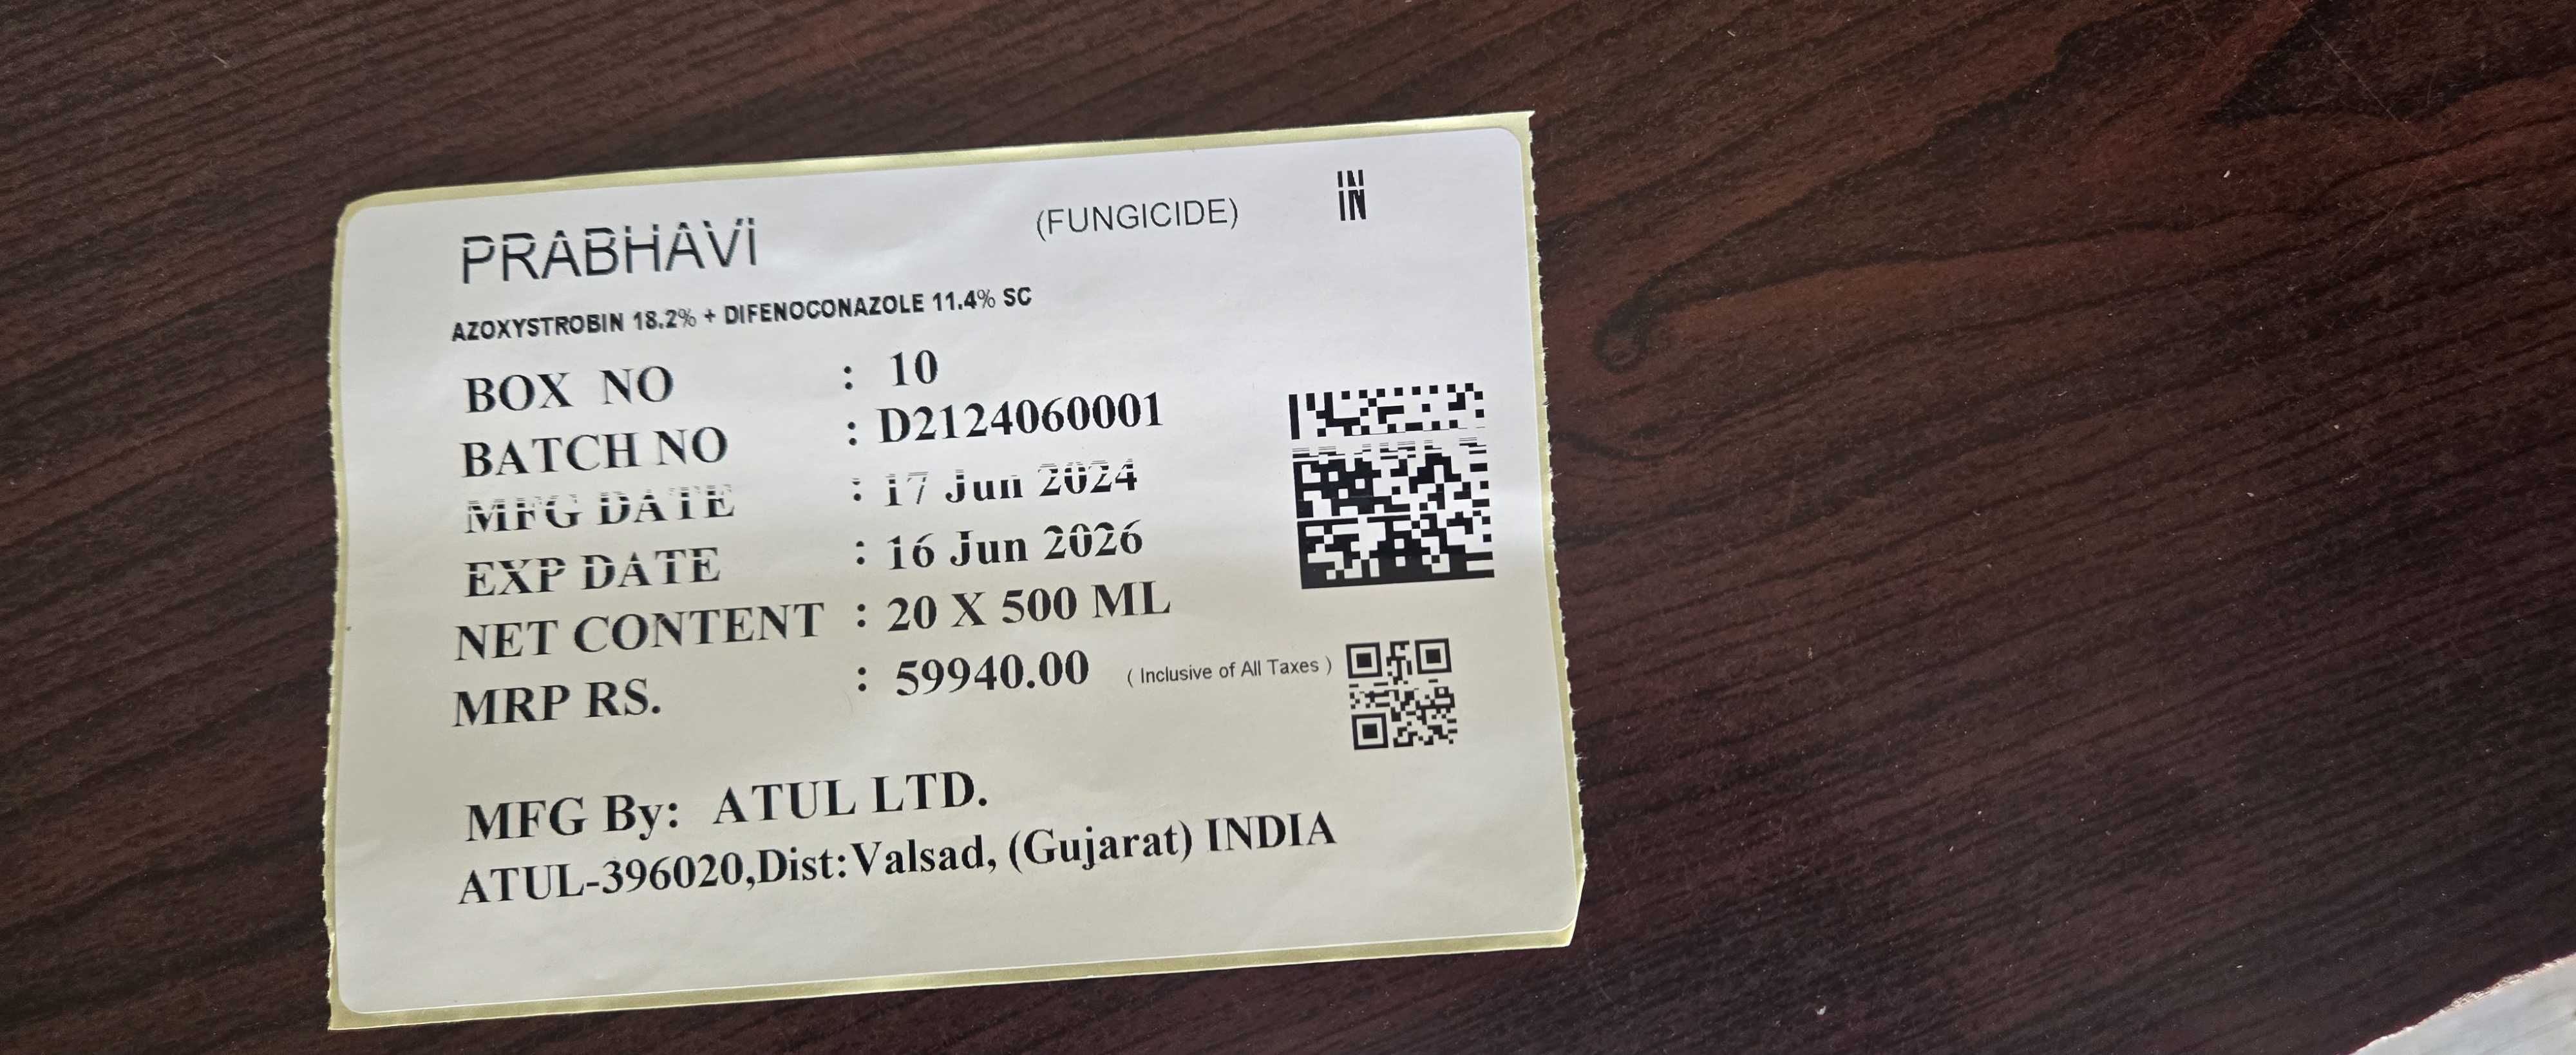 PRABHAVI (FUNGICIDE) IN
AZOXYSTROBIN 18.2% + DIFENOCONAZOLE 11.4% SC
BOX NO : 10
BATCH NO : D2124060001
MFG DATE : 17 Jun 2024
EXP DATE : 16 Jun 2026
NET CONTENT : 20 X 500 ML
MRP RS. : 59940.00 ( Inclusive of All Taxes )
MFG By: ATUL LTD.
ATUL-396020,Dist:Valsad, (Gujarat) INDIA